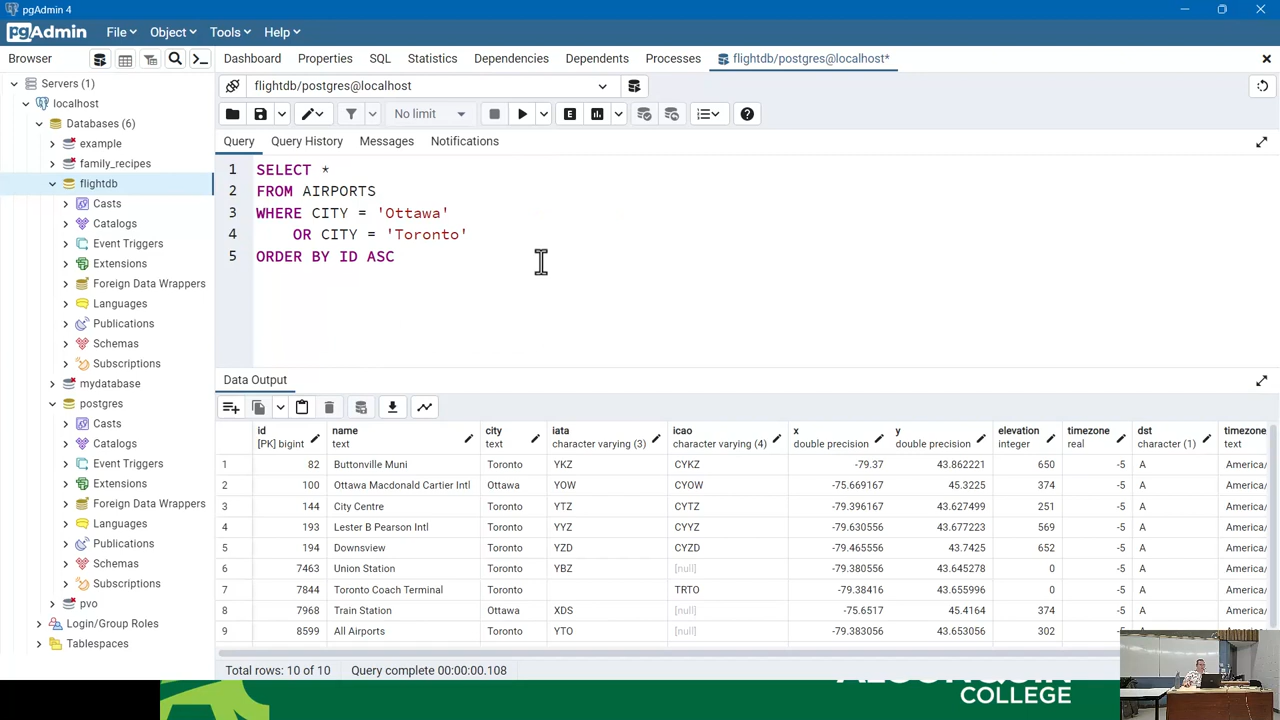 pgAdmin 4
pgAdmin File Object Tools Help
Browser Dashboard Properties SQL Statistics Dependencies Dependents Processes flightdb/postgres@localhost*
Servers (1)
localhost
Databases (6)
example
family_recipes
flightdb
Casts
Catalogs
Event Triggers
Extensions
Foreign Data Wrappers
Languages
Publications
Schemas
Subscriptions
mydatabase
postgres
Casts
Catalogs
Event Triggers
Extensions
Foreign Data Wrappers
Languages
Publications
Schemas
Subscriptions
pvo
Login/Group Roles
Tablespaces
flightdb/postgres@localhost
No limit
Query Query History Messages Notifications
1 SELECT *
2 FROM AIRPORTS
3 WHERE CITY = 'Ottawa'
4 OR CITY = 'Toronto'
5 ORDER BY ID ASC
Data Output
id name city iata icao x y elevation timezone dst timezone
[PK] bigint text text character varying (3) character varying (4) double precision double precision integer real character (1) text
1 82 Buttonville Muni Toronto YKZ CYKZ -79.37 43.862221 650 -5 A America/
2 100 Ottawa Macdonald Cartier Intl Ottawa YOW CYOW -75.669167 45.3225 374 -5 A America/
3 144 City Centre Toronto YTZ CYTZ -79.396167 43.627499 251 -5 A America/
4 193 Lester B Pearson Intl Toronto YYZ CYYZ -79.630556 43.677223 569 -5 A America/
5 194 Downsview Toronto YZD CYZD -79.465556 43.7425 652 -5 A America/
6 7463 Union Station Toronto YBZ [null] -79.380556 43.645278 0 -5 A America/
7 7844 Toronto Coach Terminal Toronto TRTO -79.38416 43.655996 0 -5 A America/
8 7968 Train Station Ottawa XDS [null] -75.6517 45.4164 374 -5 A America/
9 8599 All Airports Toronto YTO [null] -79.383056 43.653056 302 -5 A America/
Total rows: 10 of 10 Query complete 00:00:00.108
COLLEGE